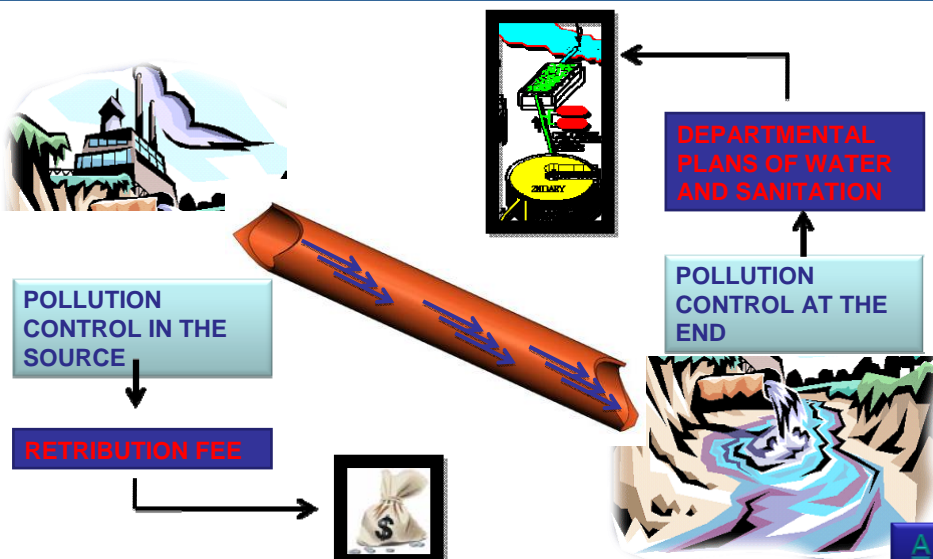 POLLUTION
CONTROL IN THE
SOURCE
RETRIBUTION FEE
$
2NDARY
DEPARTMENTAL
PLANS OF WATER
AND SANITATION
POLLUTION
CONTROL AT THE
END
A